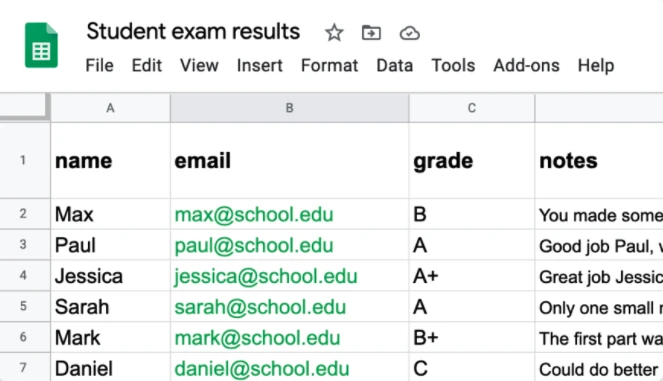 Student exam results
File Edit View Insert Format Data Tools Add-ons Help
A B C
1 name email grade notes
2 Max max@school.edu B You made some
3 Paul paul@school.edu A Good job Paul,
4 Jessica jessica@school.edu A+ Great job Jessic
5 Sarah sarah@school.edu A Only one small
6 Mark mark@school.edu B+ The first part wa
7 Daniel daniel@school.edu C Could do better